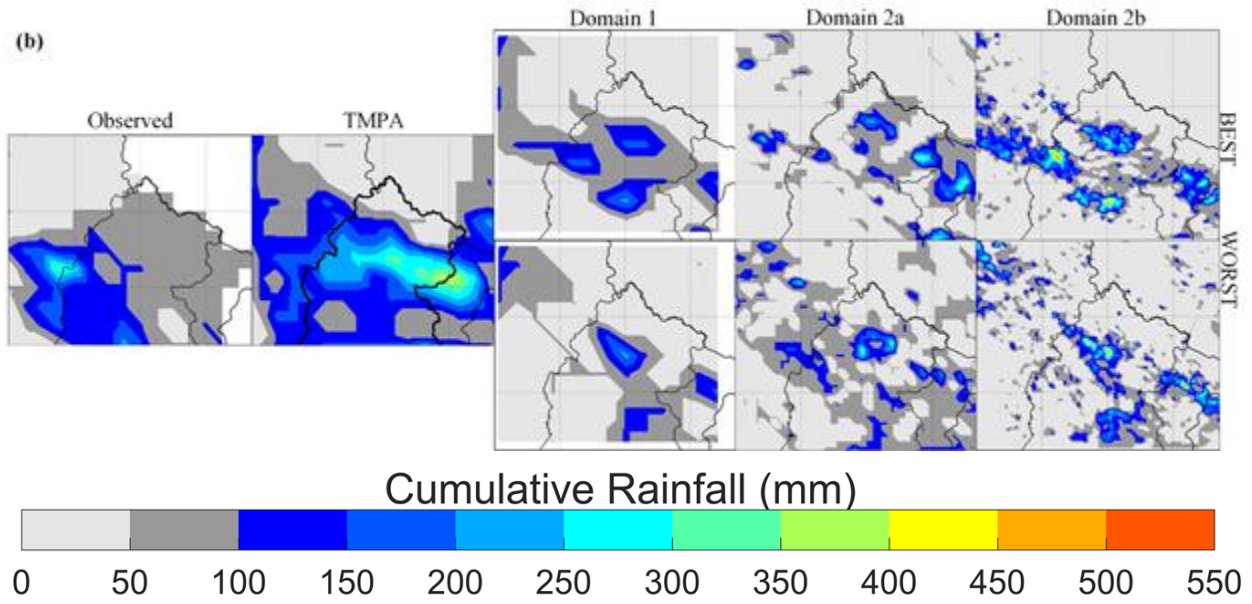 (b)
Domain 1 Domain 2a Domain 2b
Observed TMPA
BEST
WORST
Cumulative Rainfall (mm)
0 50 100 150 200 250 300 350 400 450 500 550